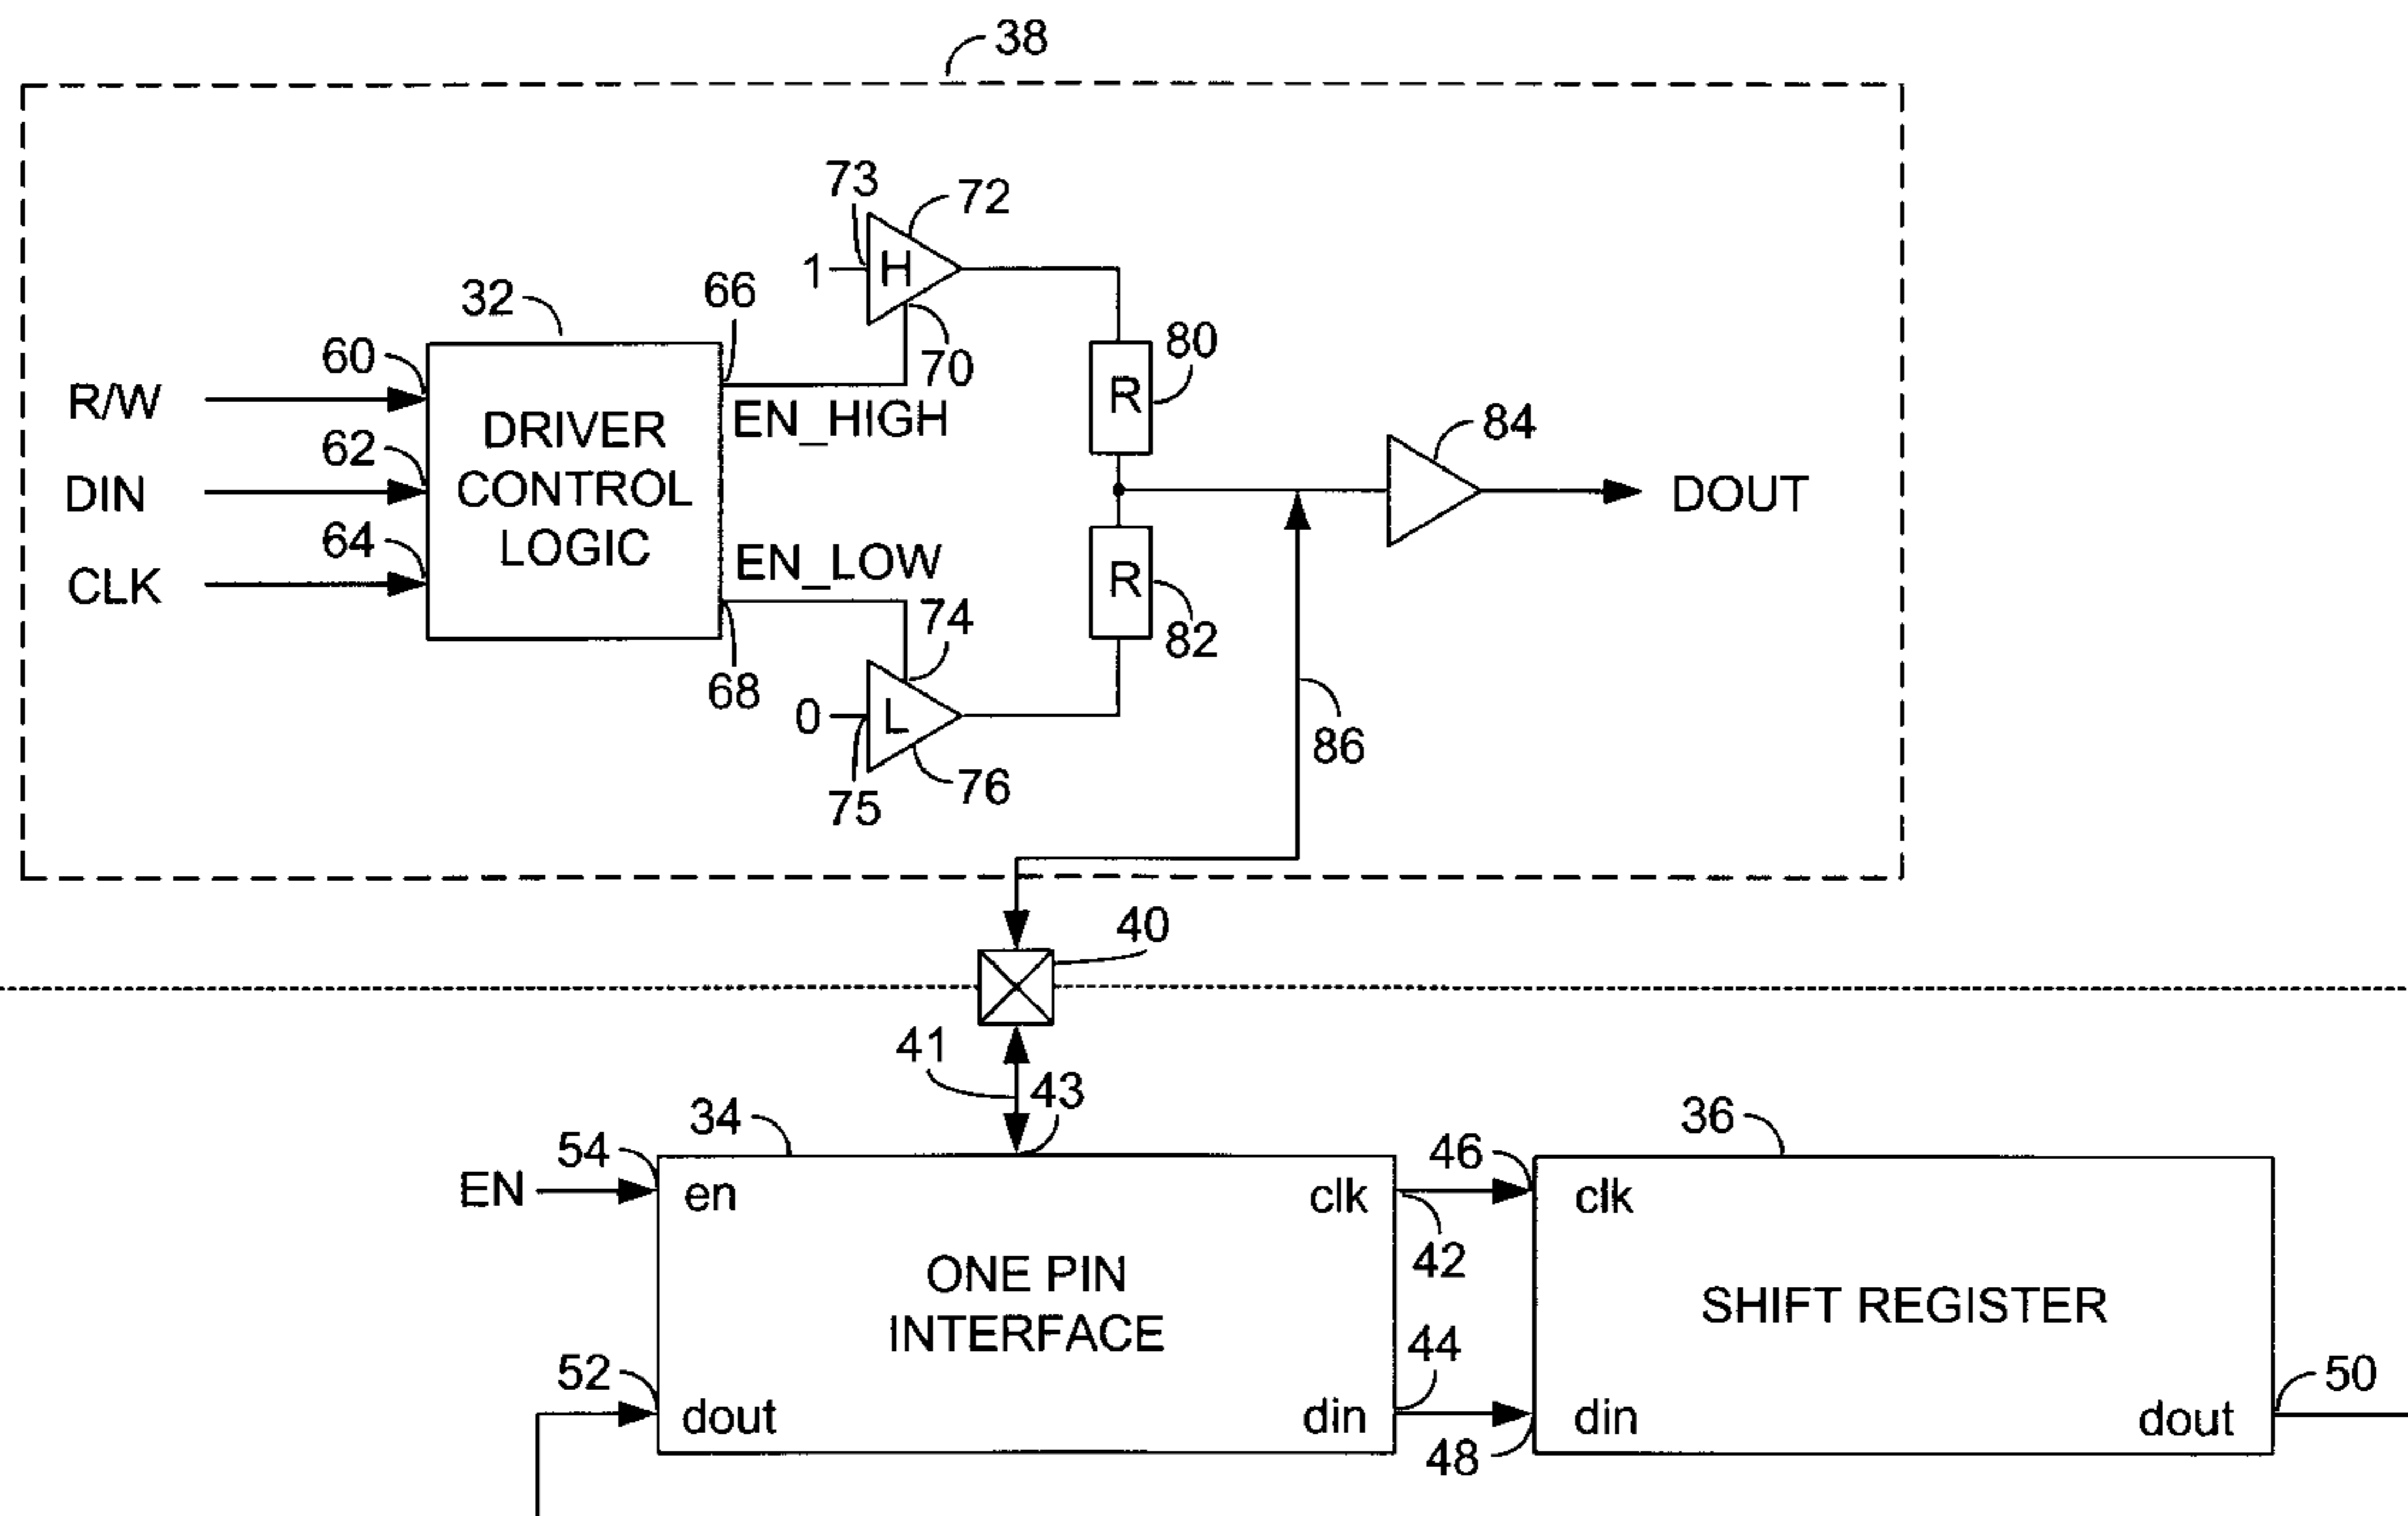 38
73
72
1
H
32
66
60
70
80
R/W
R
DRIVER
EN_HIGH
84
62
DIN
CONTROL
DOUT
64
LOGIC
EN_LOW
CLK
R
74
82
68
0
L
86
75
76
40
41
43
34
36
54
46
EN
en
clk
clk
42
ONE PIN
INTERFACE
SHIFT REGISTER
44
52
50
dout
din
din
dout
48